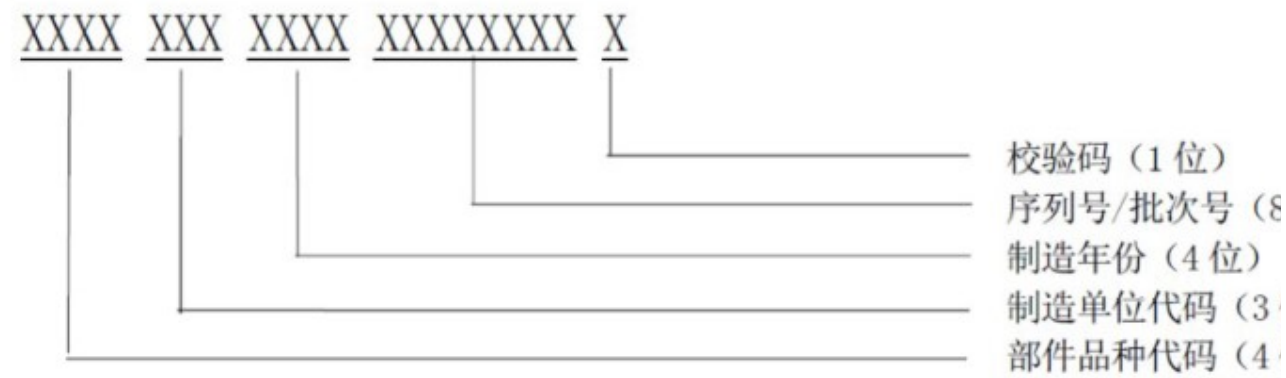 XXXX XXX XXXX XXXXXXXX X
校验码（1 位）
序列号/批次号（8
制造年份（4 位）
制造单位代码（3
部件品种代码（4